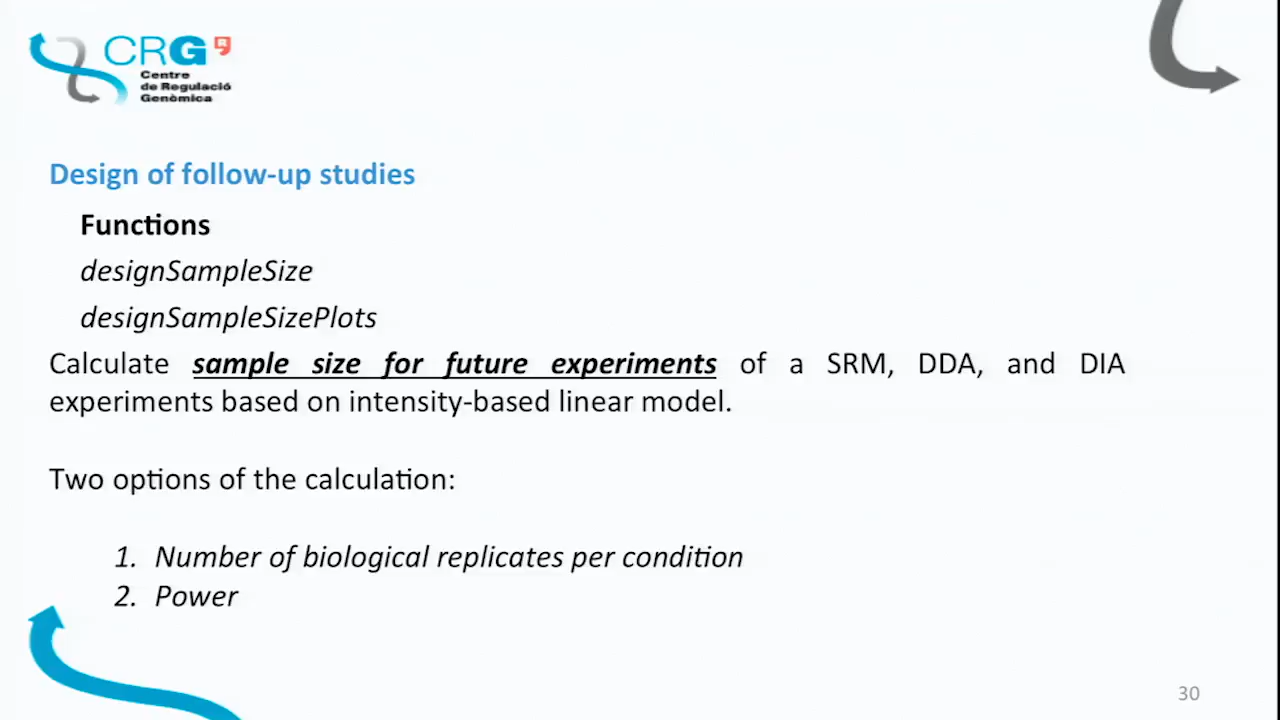 CRG
Centre
de Regulació
Genòmica
Design of follow-up studies
Functions
designSampleSize
designSampleSizePlots
Calculate sample size for future experiments of a SRM, DDA, and DIA
experiments based on intensity-based linear model.
Two options of the calculation:
1. Number of biological replicates per condition
2. Power
30